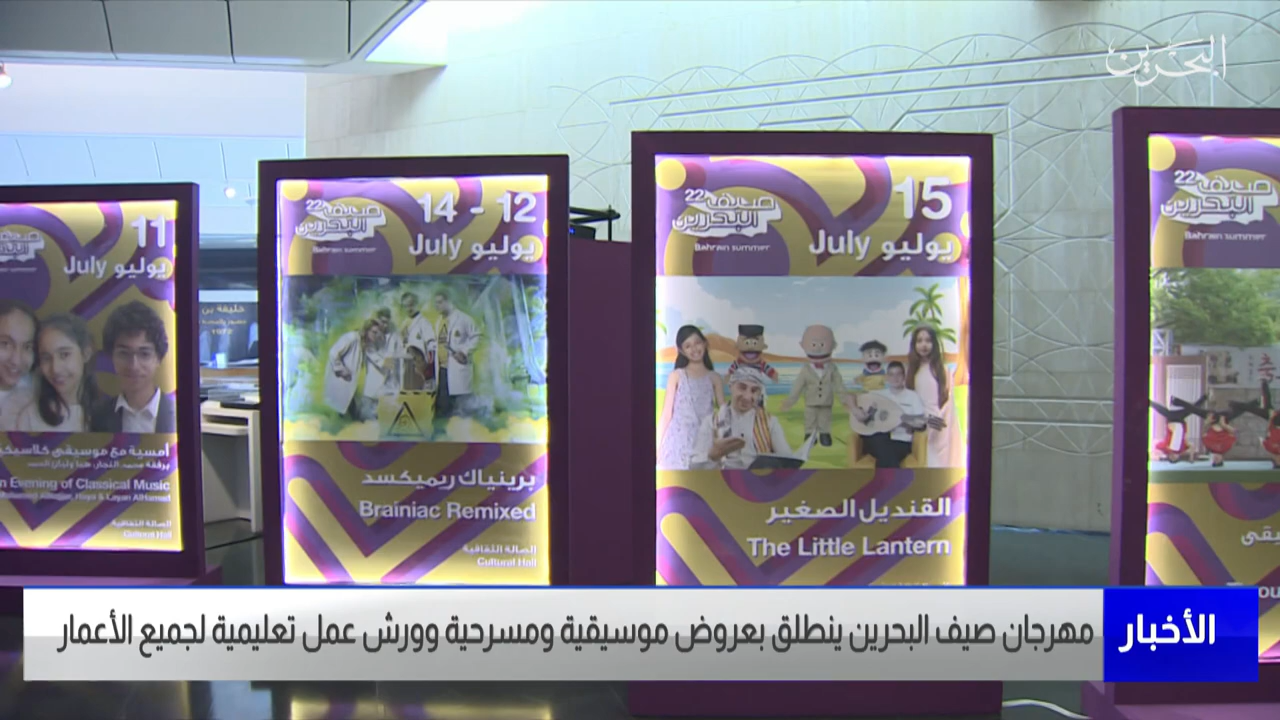 البحرين
11
يوليو July
أمسية مع موسيقى كلاسيكية
n Evening of Classical Music
الصالة الثقافية
Cultural Hall
صيف 22
البحرين
Bahrain summer
12 - 14
يوليو July
برينياك ريميكسد
Brainiac Remixed
الصالة الثقافية
Cultural Hall
صيف 22
البحرين
Bahrain summer
15
يوليو July
القنديل الصغير
The Little Lantern
صيف 22
البحرين
Bahrain summer
الأخبار
مهرجان صيف البحرين ينطلق بعروض موسيقية ومسرحية وورش عمل تعليمية لجميع الأعمار